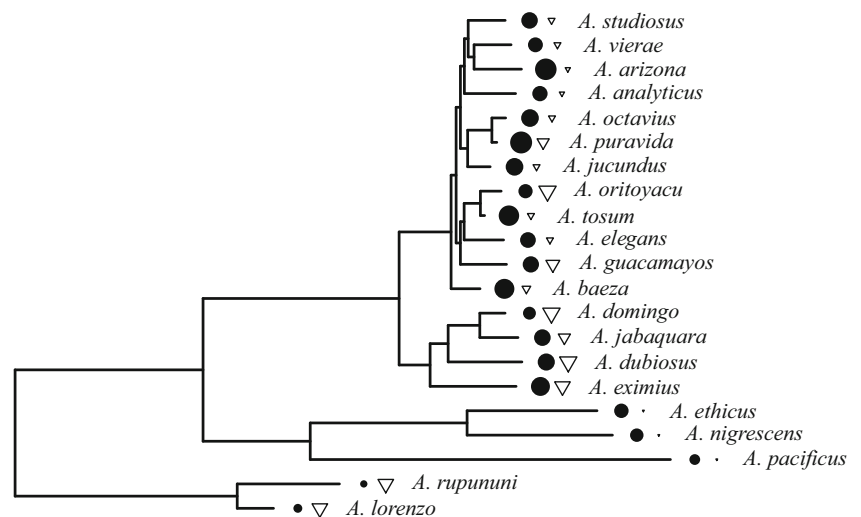 A. studiosus
A. vierae
A. arizona
A. analyticus
A. octavius
A. puravida
A. jucundus
A. oritoyacu
A. tosum
A. elegans
A. guacamayos
A. baeza
A. domingo
A. jabaquara
A. dubiosus
A. eximius
A. ethicus
A. nigrescens
A. pacificus
A. rupununi
A. lorenzo